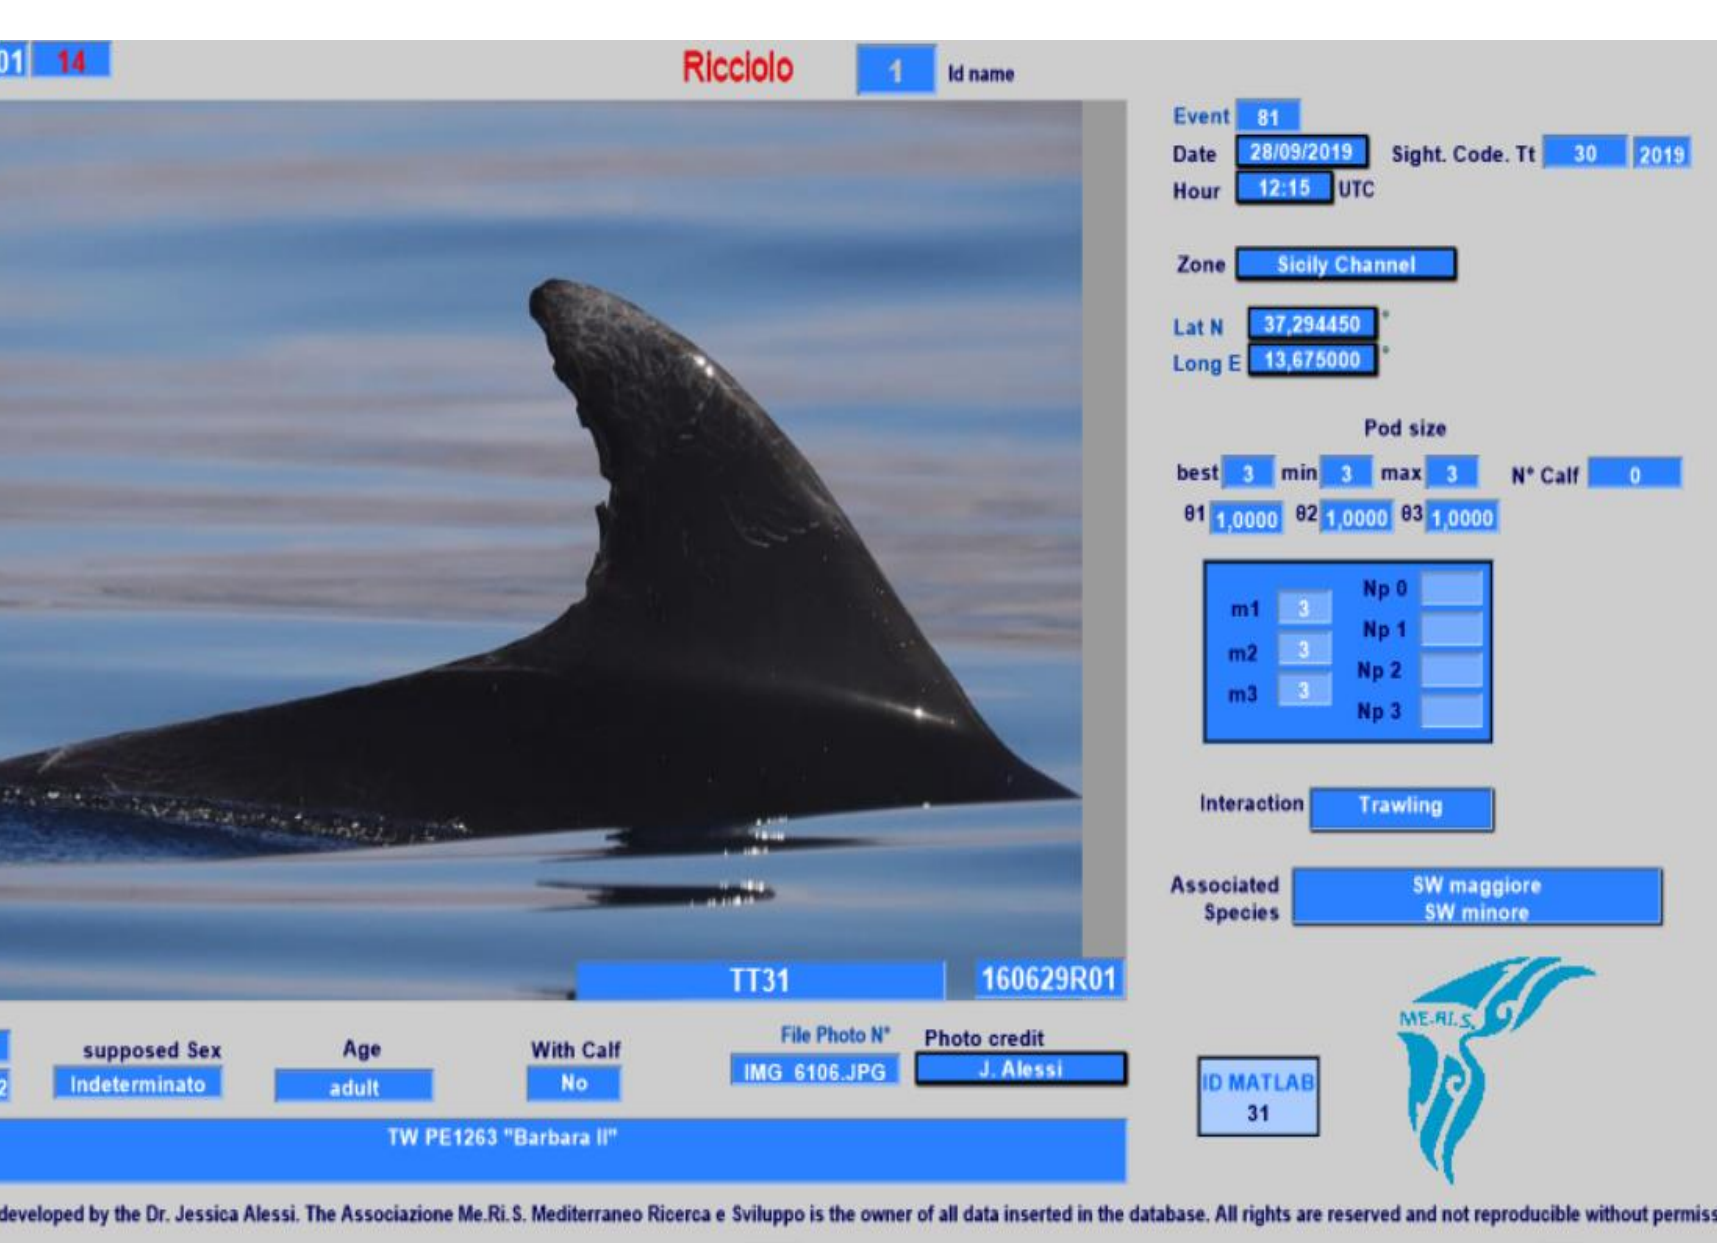 01 14 Ricciolo 1 Id name
Event 81
Date 28/09/2019 Sight. Code. Tt 30 2019
Hour 12:15 UTC
Zone Sicily Channel
Lat N 37,294450 °
Long E 13,675000 °
Pod size
best 3 min 3 max 3 N° Calf 0
θ1 1,0000 θ2 1,0000 θ3 1,0000
m1 3
m2 3
m3 3
Np 0
Np 1
Np 2
Np 3
Interaction Trawling
Associated Species
SW maggiore
SW minore
TT31 160629R01
ME.RI.S.
supposed Sex Age With Calf File Photo N° Photo credit
2 Indeterminato adult No IMG 6106.JPG J. Alessi
ID MATLAB
31
TW PE1263 "Barbara II"
developed by the Dr. Jessica Alessi. The Associazione Me.Ri.S. Mediterraneo Ricerca e Sviluppo is the owner of all data inserted in the database. All rights are reserved and not reproducible without permiss